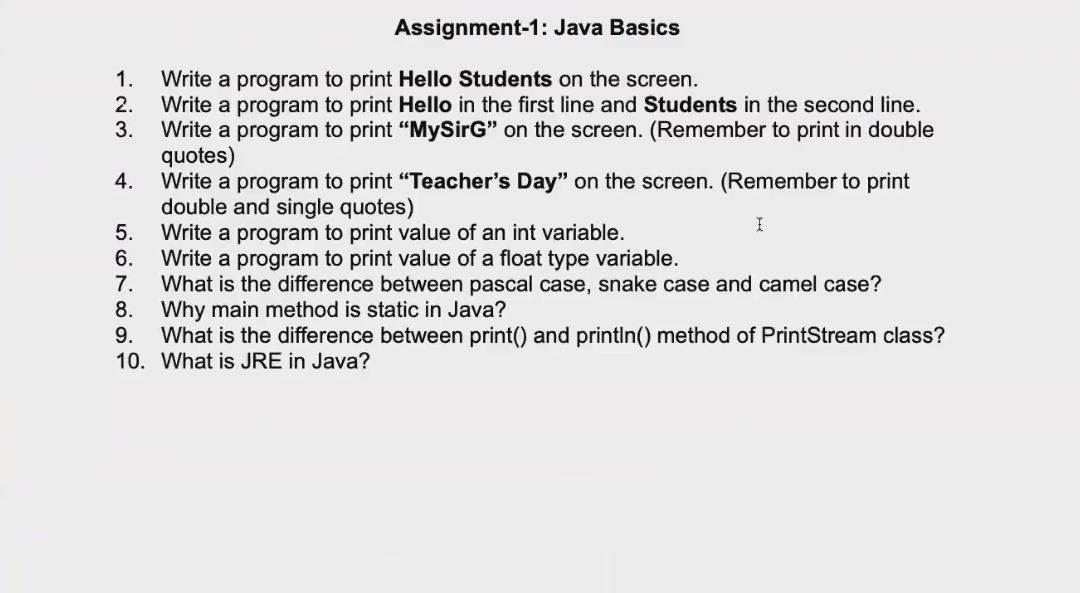 Assignment-1: Java Basics
1. Write a program to print Hello Students on the screen.
2. Write a program to print Hello in the first line and Students in the second line.
3. Write a program to print “MySirG” on the screen. (Remember to print in double
quotes)
4. Write a program to print “Teacher’s Day” on the screen. (Remember to print
double and single quotes)
5. Write a program to print value of an int variable.
6. Write a program to print value of a float type variable.
7. What is the difference between pascal case, snake case and camel case?
8. Why main method is static in Java?
9. What is the difference between print() and println() method of PrintStream class?
10. What is JRE in Java?